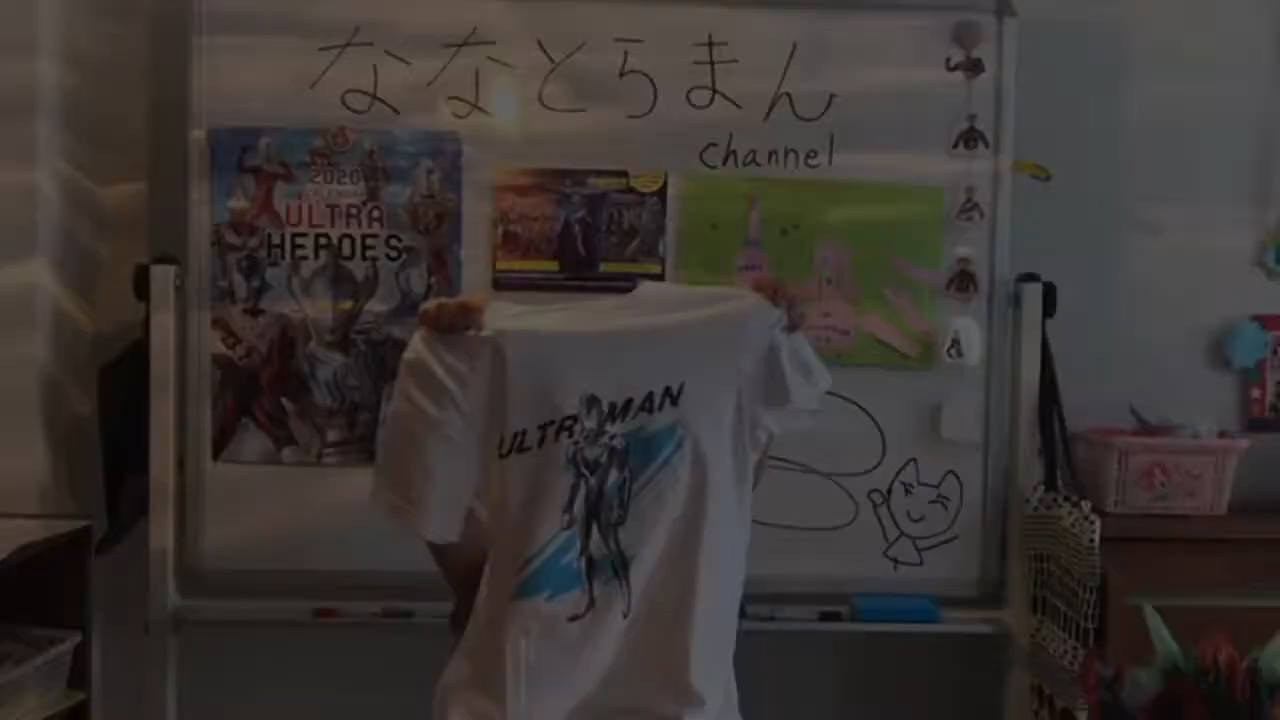 ななとらまん
channel
2020
ULTRA
HEROES
ULTRAMAN